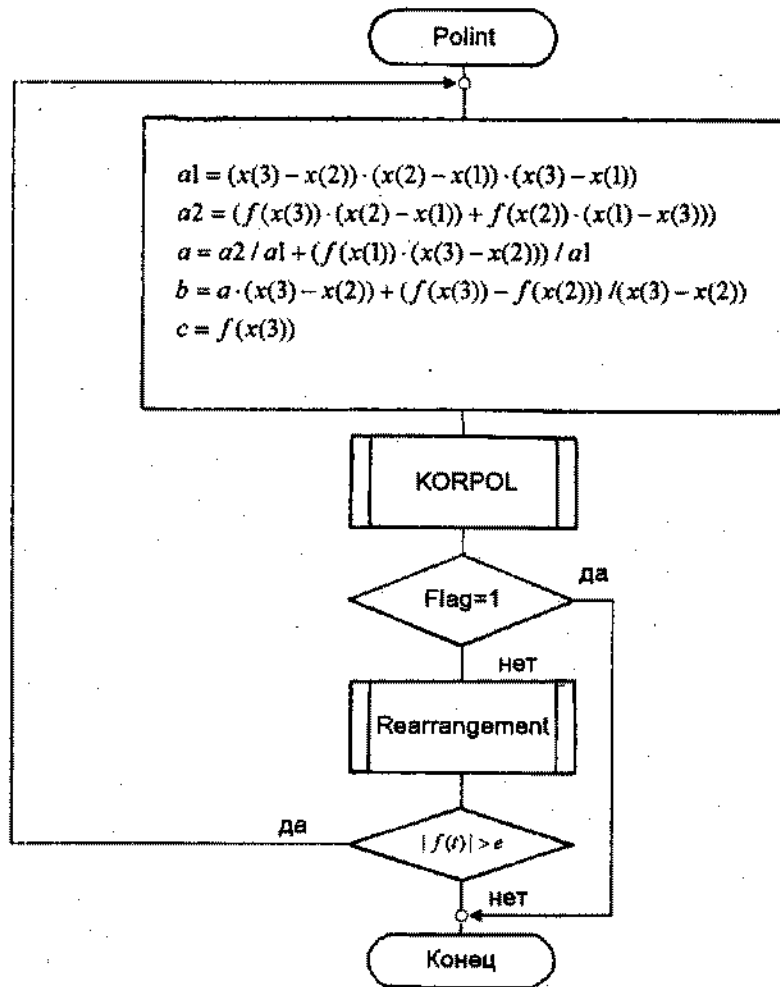 Polint
a1 = (x(3) − x(2)) · (x(2) − x(1)) · (x(3) − x(1))
a2 = (f(x(3)) · (x(2) − x(1)) + f(x(2)) · (x(1) − x(3)))
a = a2 / a1 + (f(x(1)) · (x(3) − x(2))) / a1
b = a · (x(3) − x(2)) + (f(x(3)) − f(x(2))) /(x(3) − x(2))
c = f(x(3))
KORPOL
да
Flag=1
нет
Rearrangement
да
| f(t)| > e
нет
Конец